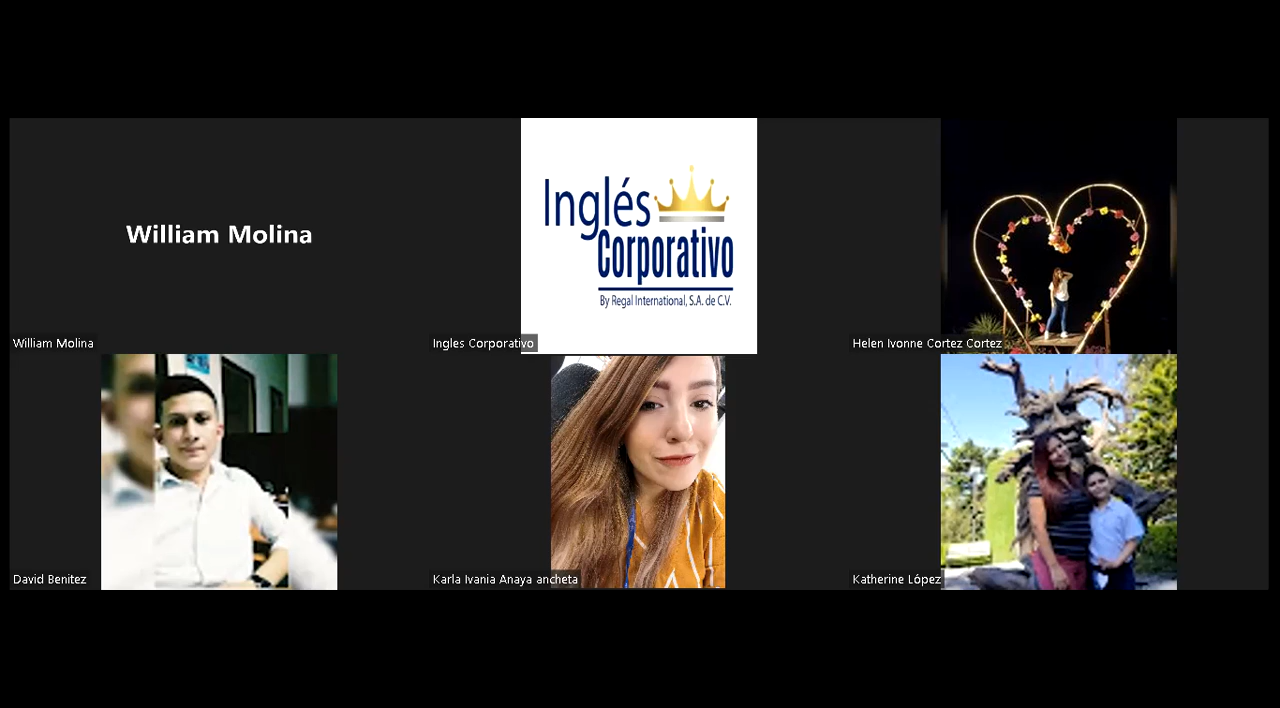 William Molina
William Molina
Inglés
Corporativo
By Regal International, S.A. de C.V.
Ingles Corporativo
Helen Ivonne Cortez Cortez
David Benitez
Karla Ivania Anaya ancheta
Katherine López